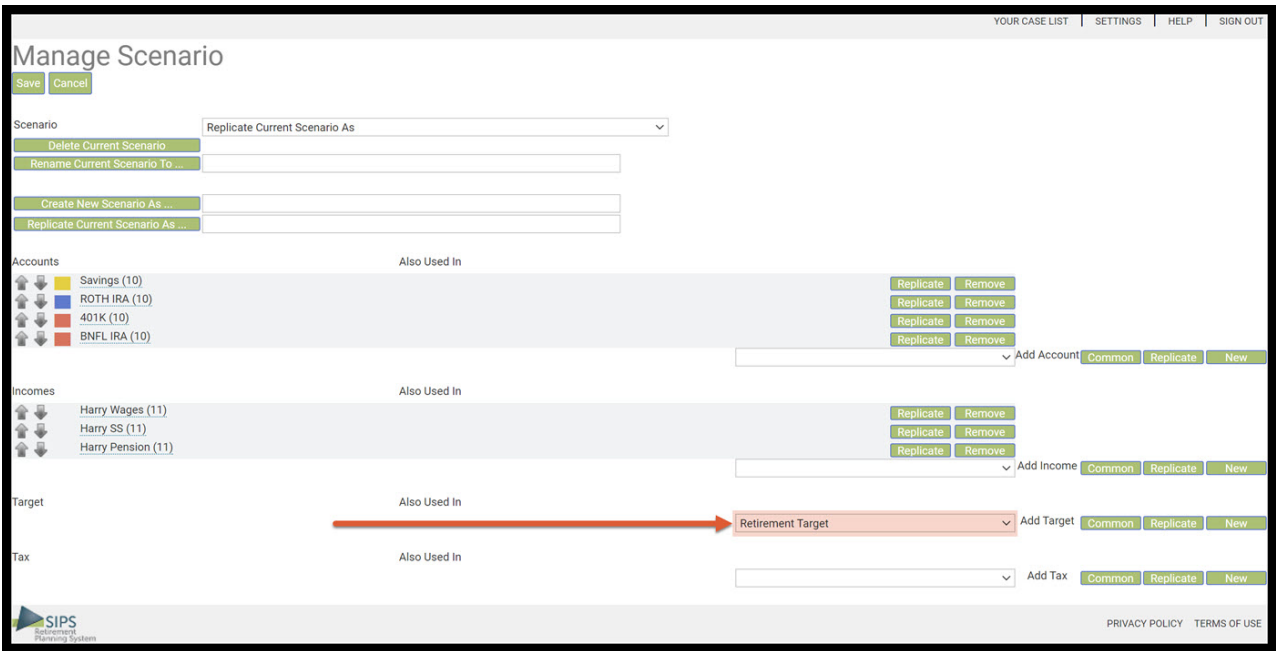 YOUR CASE LIST SETTINGS HELP SIGN OUT
Manage Scenario
Save Cancel
Scenario Replicate Current Scenario As
Delete Current Scenario
Rename Current Scenario To ...
Create New Scenario As ...
Replicate Current Scenario As ...
Accounts Also Used In
Savings (10) Replicate Remove
ROTH IRA (10) Replicate Remove
401K (10) Replicate Remove
BNFL IRA (10) Replicate Remove
Add Account Common Replicate New
Incomes Also Used In
Harry Wages (11) Replicate Remove
Harry SS (11) Replicate Remove
Harry Pension (11) Replicate Remove
Add Income Common Replicate New
Target Also Used In
Retirement Target Add Target Common Replicate New
Tax Also Used In
Add Tax Common Replicate New
SIPS
Retirement
Planning System
PRIVACY POLICY TERMS OF USE